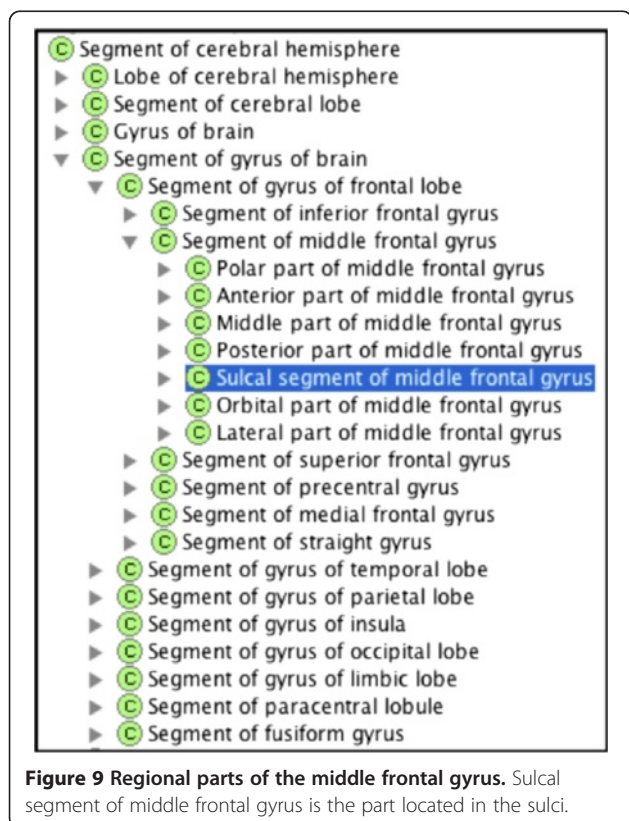 Segment of cerebral hemisphere
Lobe of cerebral hemisphere
Segment of cerebral lobe
Gyrus of brain
Segment of gyrus of brain
Segment of gyrus of frontal lobe
Segment of inferior frontal gyrus
Segment of middle frontal gyrus
Polar part of middle frontal gyrus
Anterior part of middle frontal gyrus
Middle part of middle frontal gyrus
Posterior part of middle frontal gyrus
Sulcal segment of middle frontal gyrus
Orbital part of middle frontal gyrus
Lateral part of middle frontal gyrus
Segment of superior frontal gyrus
Segment of precentral gyrus
Segment of medial frontal gyrus
Segment of straight gyrus
Segment of gyrus of temporal lobe
Segment of gyrus of parietal lobe
Segment of gyrus of insula
Segment of gyrus of occipital lobe
Segment of gyrus of limbic lobe
Segment of paracentral lobule
Segment of fusiform gyrus
Figure 9 Regional parts of the middle frontal gyrus. Sulcal
segment of middle frontal gyrus is the part located in the sulci.